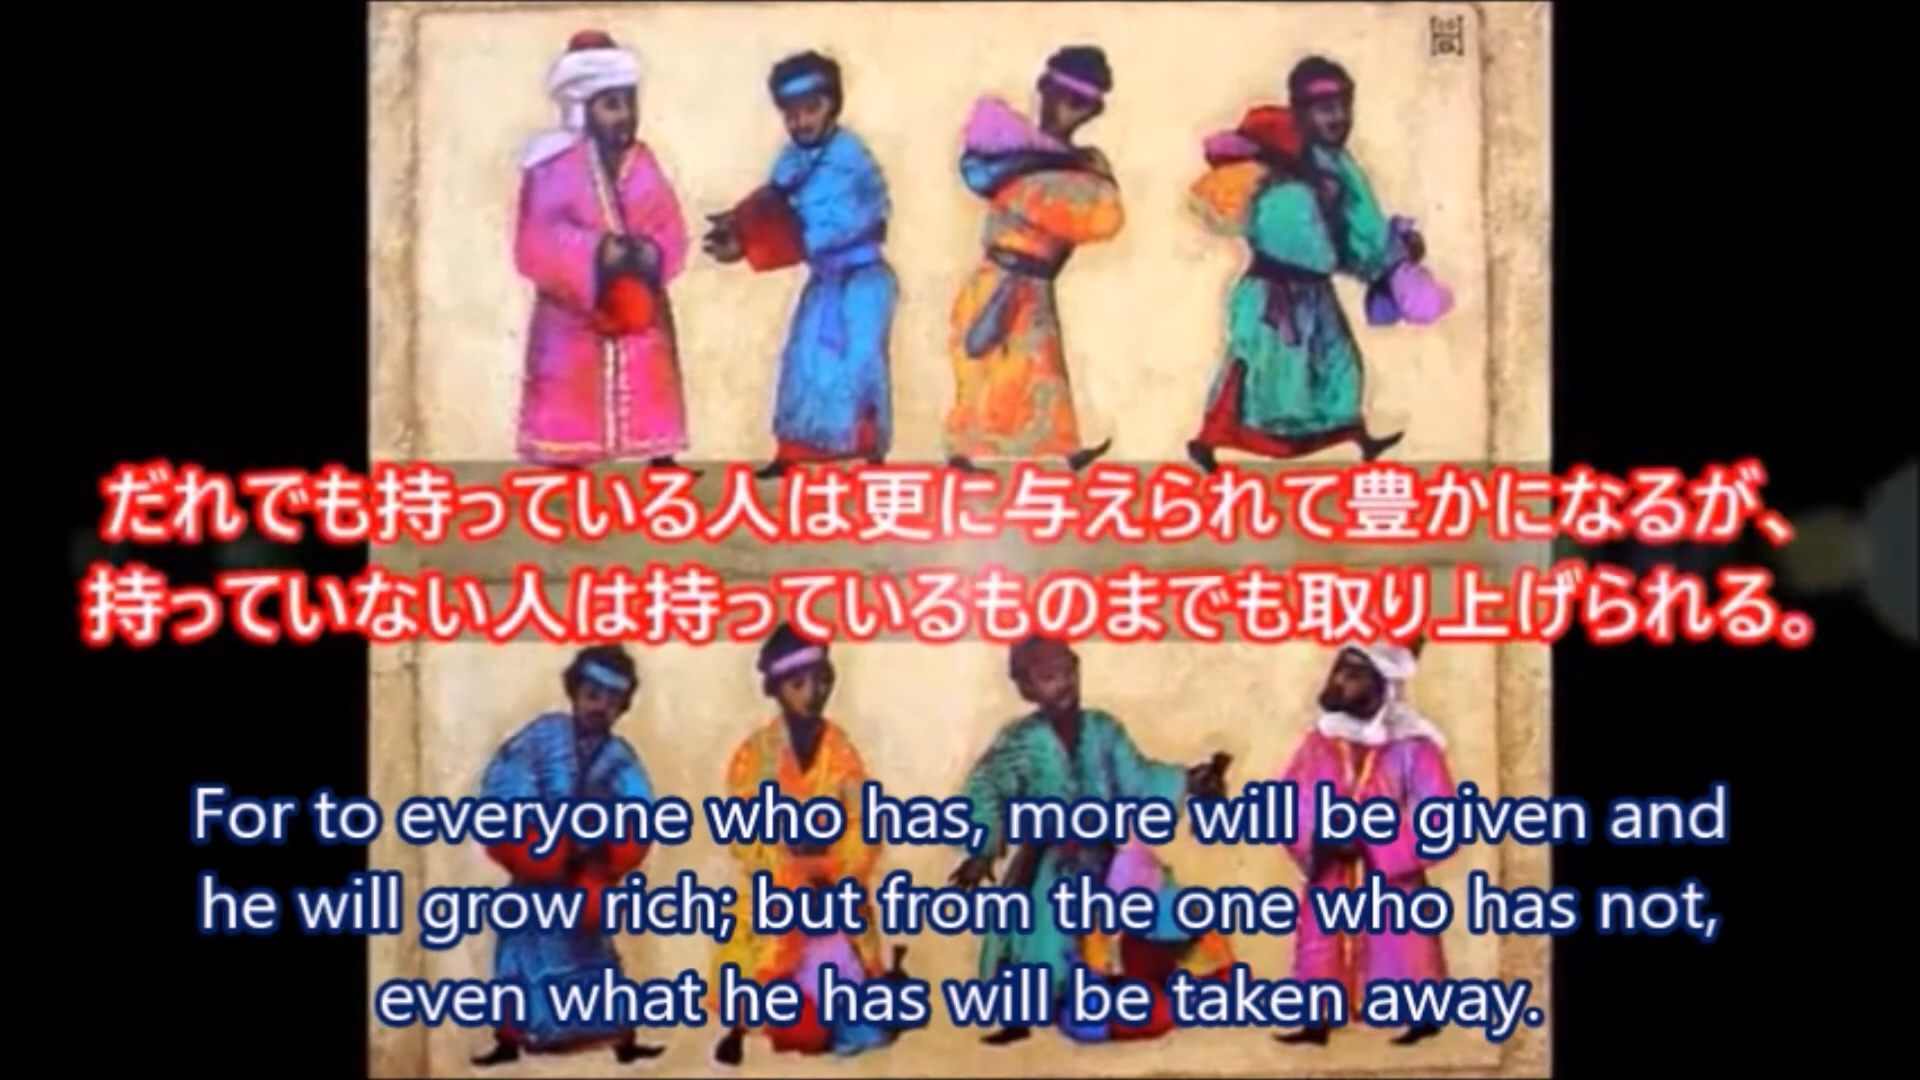 だれでも持っている人は更に与えられて豊かになるが、
持っていない人は持っているものまでも取り上げられる。
For to everyone who has, more will be given and
he will grow rich; but from the one who has not,
even what he has will be taken away.